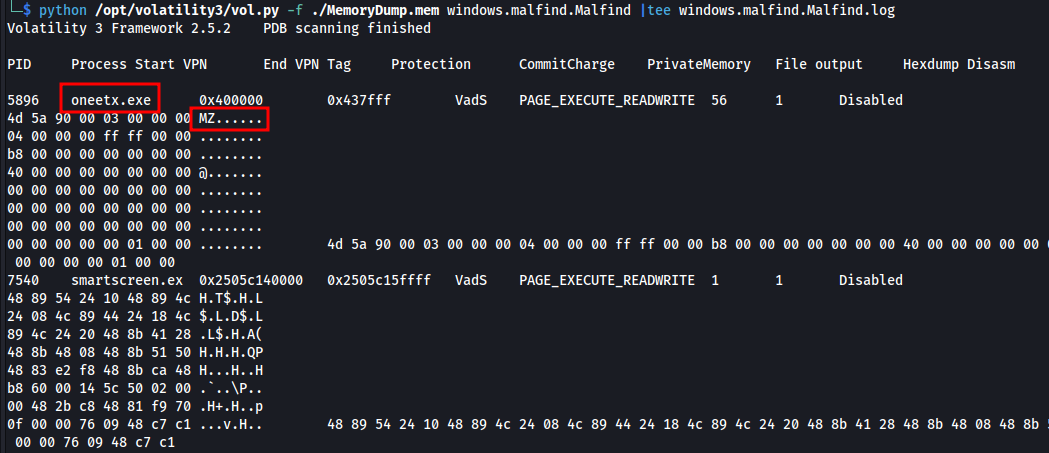 └─$ python /opt/volatility3/vol.py -f ./MemoryDump.mem windows.malfind.Malfind |tee windows.malfind.Malfind.log
Volatility 3 Framework 2.5.2    PDB scanning finished
PID     Process Start VPN       End VPN Tag     Protection      CommitCharge    PrivateMemory   File output     Hexdump Disasm
5896    oneetx.exe      0x400000        0x437fff        VadS    PAGE_EXECUTE_READWRITE  56      1       Disabled
4d 5a 90 00 03 00 00 00 MZ......
04 00 00 00 ff ff 00 00 ........
b8 00 00 00 00 00 00 00 ........
40 00 00 00 00 00 00 00 @.......
00 00 00 00 00 00 00 00 ........
00 00 00 00 00 00 00 00 ........
00 00 00 00 00 00 00 00 ........
00 00 00 00 00 01 00 00 ........        4d 5a 90 00 03 00 00 00 04 00 00 00 ff ff 00 00 b8 00 00 00 00 00 00 00 40 00 00 00 00 00
00 00 00 00 01 00 00
7540    smartscreen.ex  0x2505c140000   0x2505c15ffff   VadS    PAGE_EXECUTE_READWRITE  1       1       Disabled
48 89 54 24 10 48 89 4c H.T$.H.L
24 08 4c 89 44 24 18 4c $.L.D$.L
89 4c 24 20 48 8b 41 28 .L$.H.A(
48 8b 48 08 48 8b 51 50 H.H.H.QP
48 83 e2 f8 48 8b ca 48 H...H..H
b8 60 00 14 5c 50 02 00 .`..\P..
00 48 2b c8 48 81 f9 70 .H+.H..p
0f 00 00 76 09 48 c7 c1 ...v.H..        48 89 54 24 10 48 89 4c 24 08 4c 89 44 24 18 4c 89 4c 24 20 48 8b 41 28 48 8b 48 08 48 8b
00 00 76 09 48 c7 c1